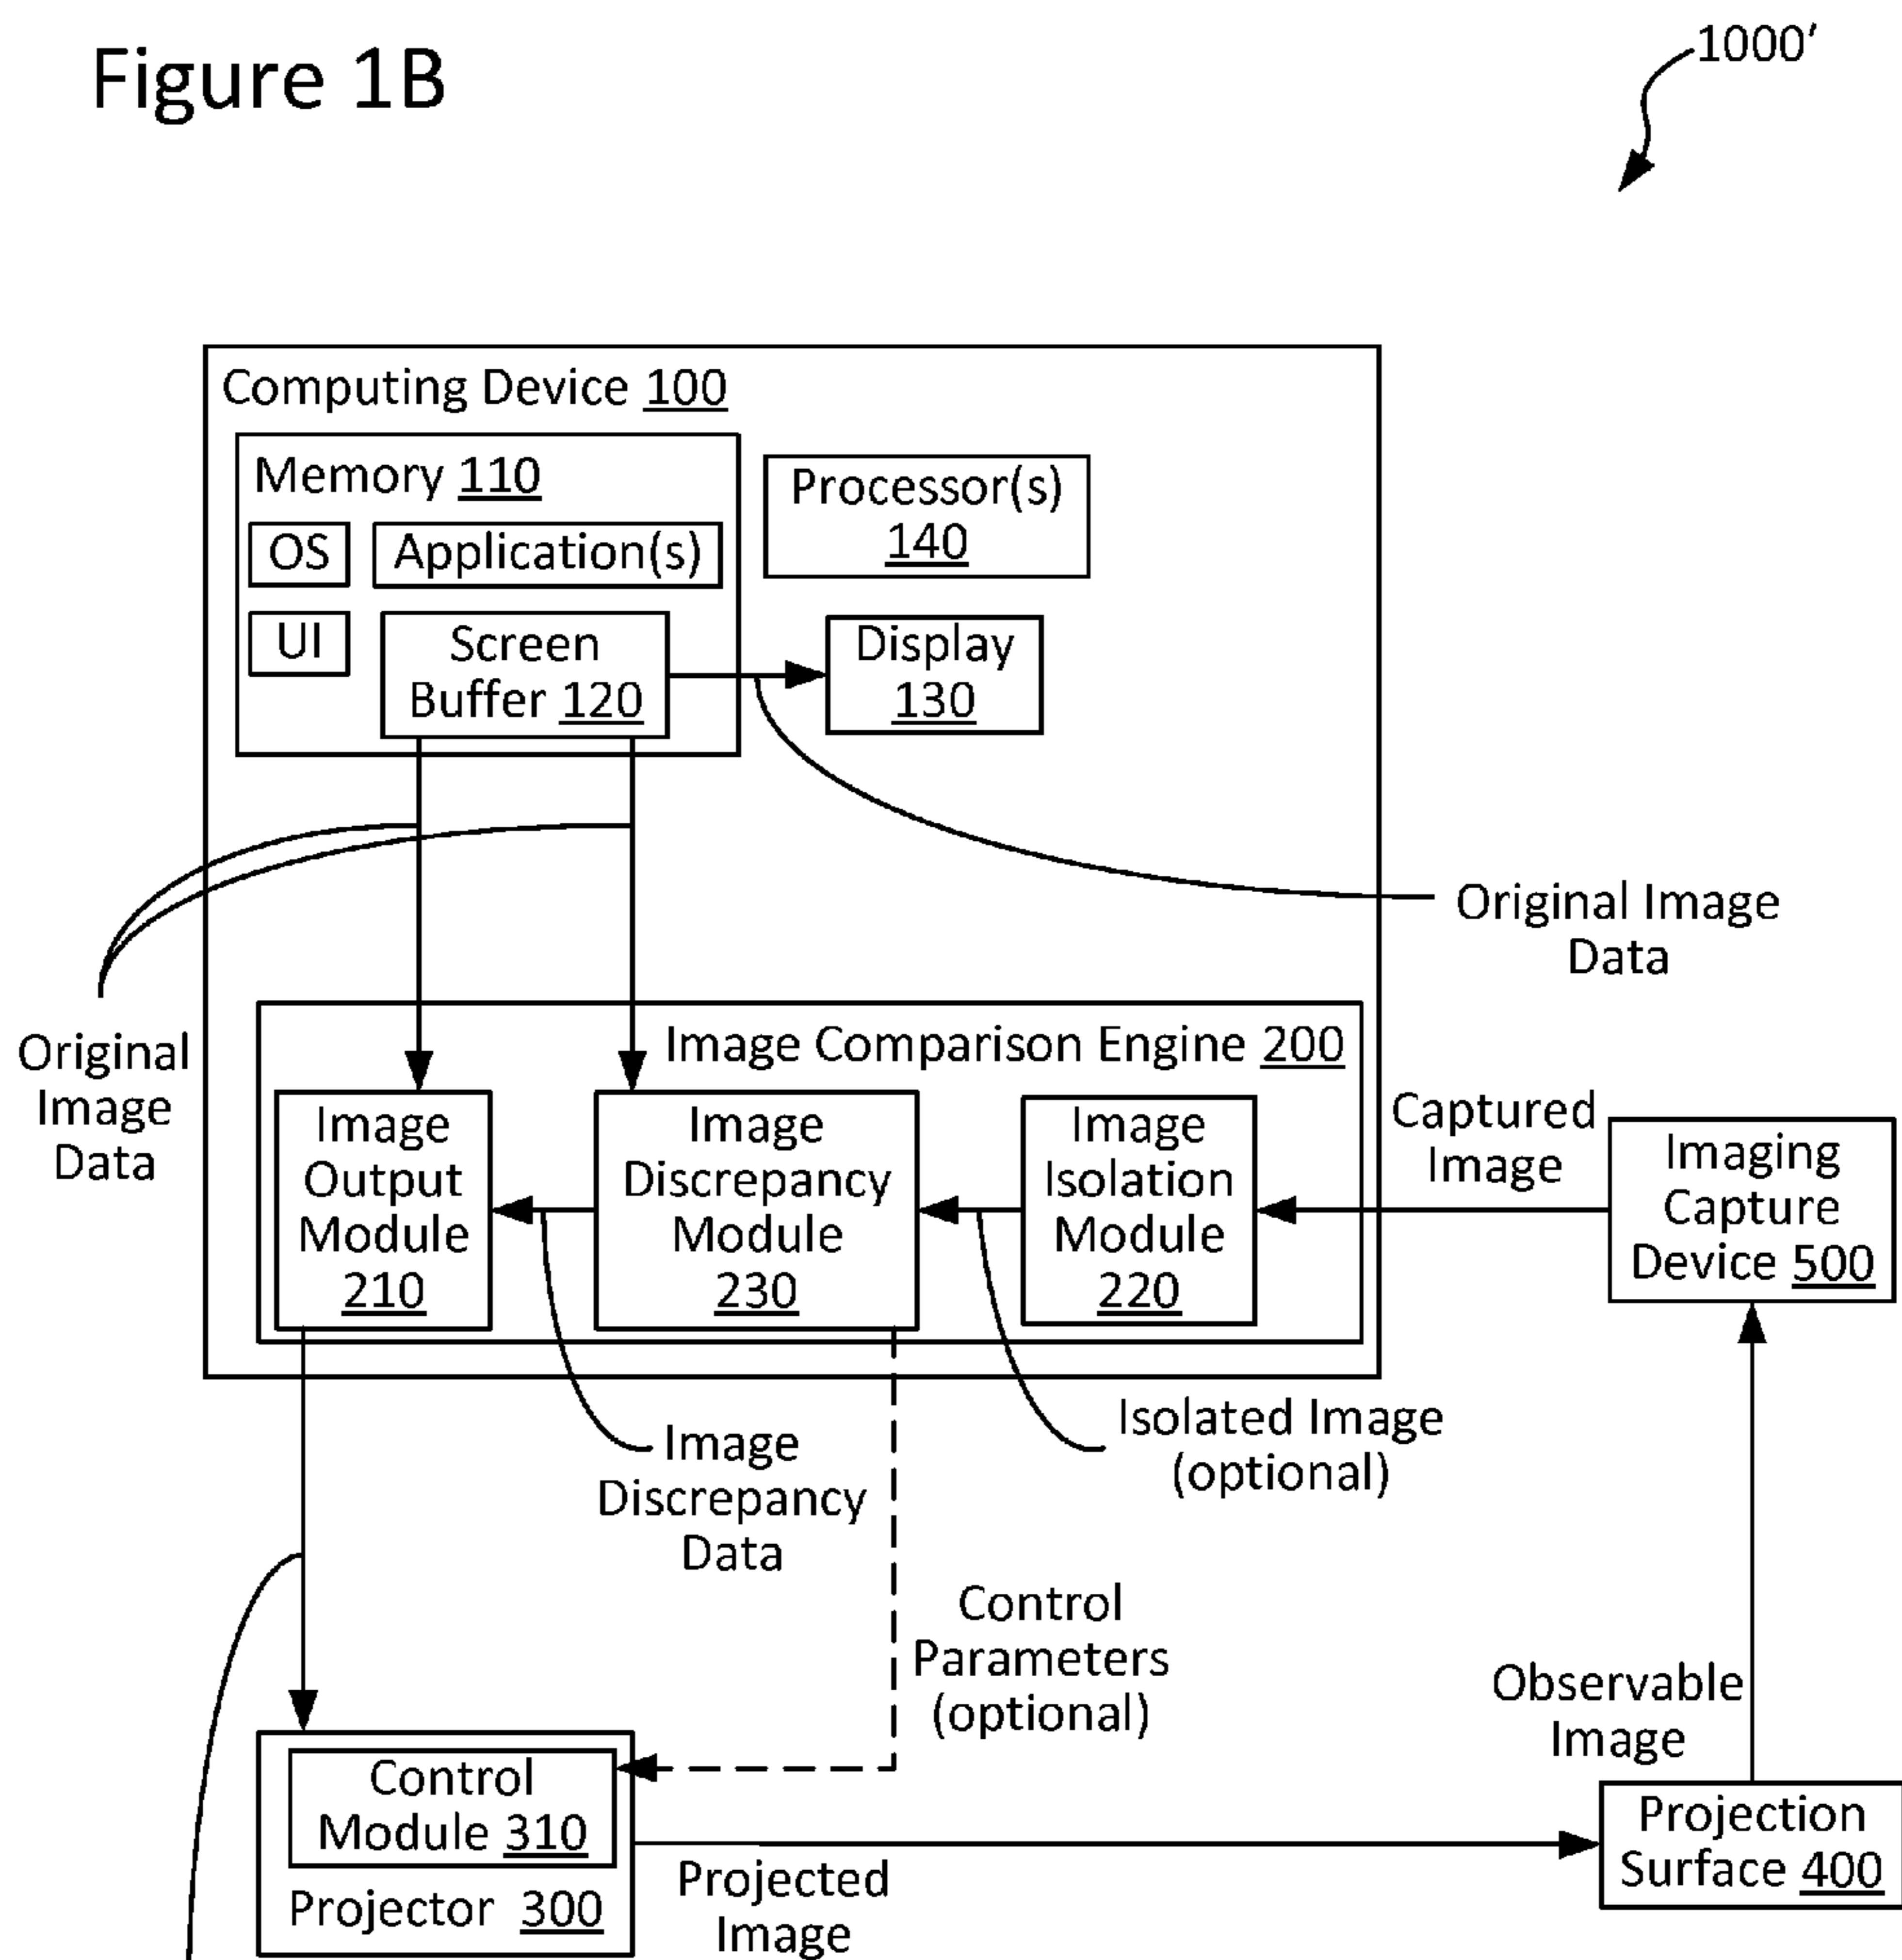 Figure 1B
1000′
Computing Device 100
Memory 110
OS
Application(s)
UI
Screen
Buffer 120
Processor(s)
140
Display
130
Original Image
Data
Original
Image
Data
Image Comparison Engine 200
Image
Output
Module
210
Image
Discrepancy
Module
230
Image
Isolation
Module
220
Captured
Image
Imaging
Capture
Device 500
Image
Discrepancy
Data
Isolated Image
(optional)
Control
Parameters
(optional)
Observable
Image
Control
Module 310
Projector 300
Projected
Image
Projection
Surface 400